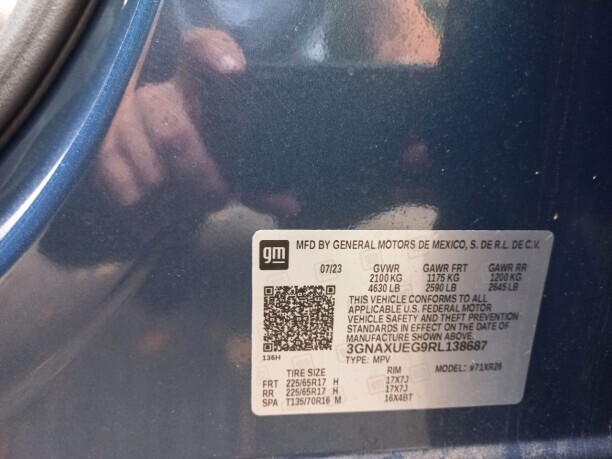 gm
MFD BY GENERAL MOTORS DE MEXICO, S. DE R.L. DE C.V.
07/23 GVWR GAWR FRT GAWR RR
2100 KG 1175 KG 1200 KG
4630 LB 2590 LB 2645 LB
THIS VEHICLE CONFORMS TO ALL
APPLICABLE U.S. FEDERAL MOTOR
VEHICLE SAFETY AND THEFT PREVENTION
STANDARDS IN EFFECT ON THE DATE OF
MANUFACTURE SHOWN ABOVE.
3GNAXUEG9RL138687
136H
TYPE: MPV
TIRE SIZE RIM MODEL: 1XR26
FRT 225/65R17 H 17X7J
RR 225/65R17 H 17X7J
SPA T135/70R16 M 16X4BT